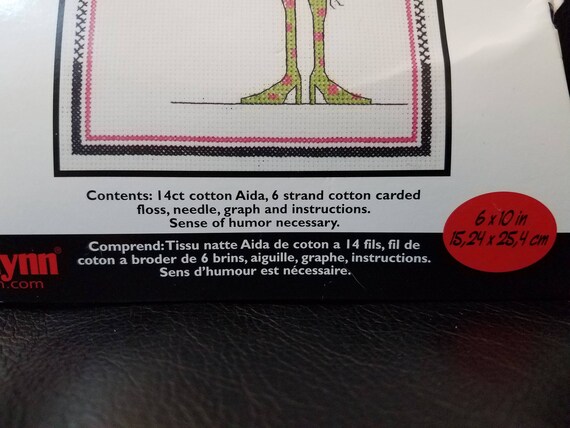 Contents: 14ct cotton Aida, 6 strand cotton carded
floss, needle, graph and instructions.
Sense of humor necessary.
6 x 10 in
15,24 x 25,4 cm
Comprend: Tissu natte Aida de coton a 14 fils, fil de
coton a broder de 6 brins, aiguille, graphe, instructions.
Sens d'humour est nécessaire.
ynn®
n.com